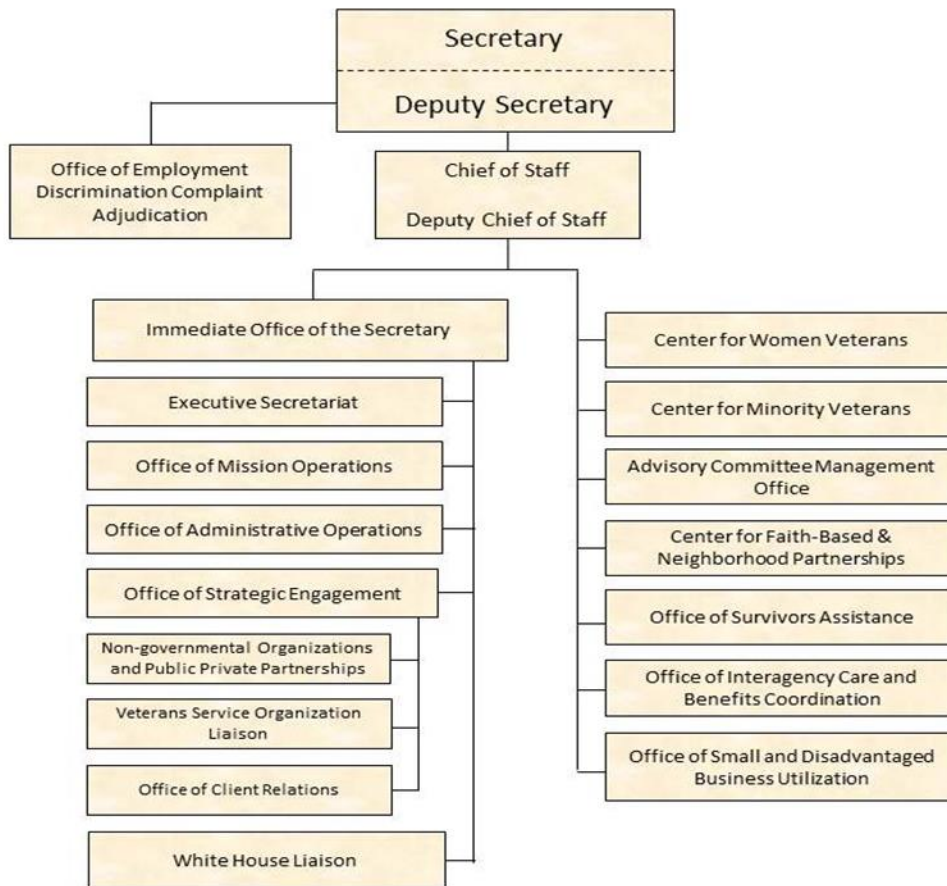 Secretary
Deputy Secretary
Office of Employment
Discrimination Complaint
Adjudication
Chief of Staff
Deputy Chief of Staff
Immediate Office of the Secretary
Executive Secretariat
Office of Mission Operations
Office of Administrative Operations
Office of Strategic Engagement
Non-governmental Organizations
and Public Private Partnerships
Veterans Service Organization
Liaison
Office of Client Relations
White House Liaison
Center for Women Veterans
Center for Minority Veterans
Advisory Committee Management
Office
Center for Faith-Based &
Neighborhood Partnerships
Office of Survivors Assistance
Office of Interagency Care and
Benefits Coordination
Office of Small and Disadvantaged
Business Utilization